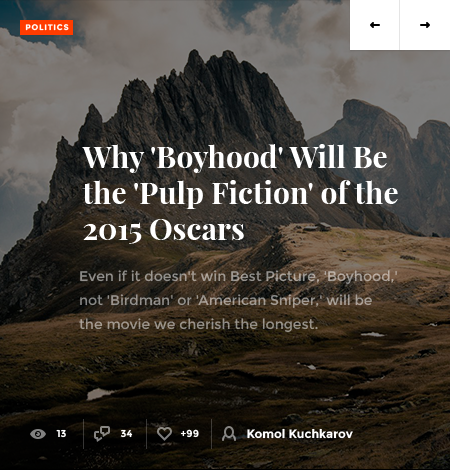 POLITICS
Why 'Boyhood' Will Be
the 'Pulp Fiction' of the
2015 Oscars
Even if it doesn't win Best Picture, 'Boyhood,'
not 'Birdman' or 'American Sniper,' will be
the movie we cherish the longest.
13 34 +99 Komol Kuchkarov